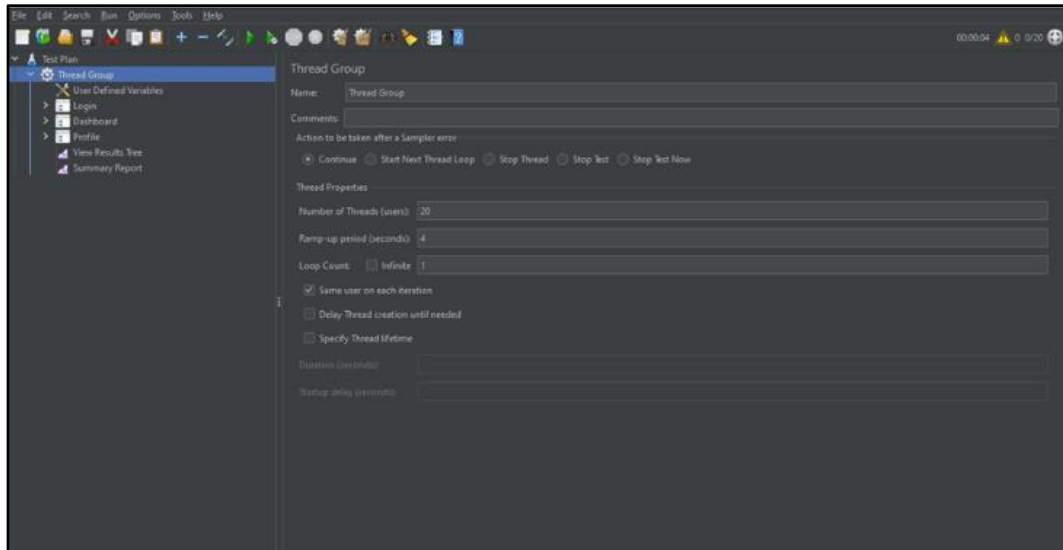 File Edit Search Run Options Tools Help
00:00:04 0 0/20
Test Plan
Thread Group
User Defined Variables
Login
Dashboard
Profile
View Results Tree
Summary Report
Thread Group
Name: Thread Group
Comments:
Action to be taken after a Sampler error
Continue Start Next Thread Loop Stop Thread Stop Test Stop Test Now
Thread Properties
Number of Threads (users): 20
Ramp-up period (seconds): 4
Loop Count: Infinite 1
Same user on each iteration
Delay Thread creation until needed
Specify Thread lifetime
Duration (seconds):
Startup delay (seconds):